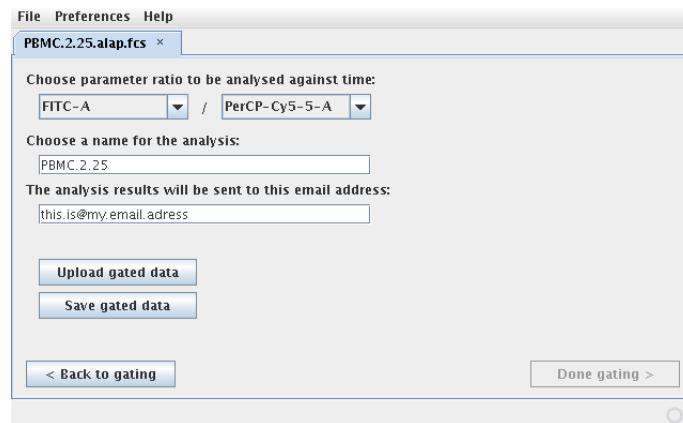 File Preferences Help
PBMC.2.25.alap.fcs ×
Choose parameter ratio to be analysed against time:
FITC-A / PerCP-Cy5-5-A
Choose a name for the analysis:
PBMC.2.25
The analysis results will be sent to this email address:
this.is@my.email.adress
Upload gated data
Save gated data
< Back to gating Done gating >